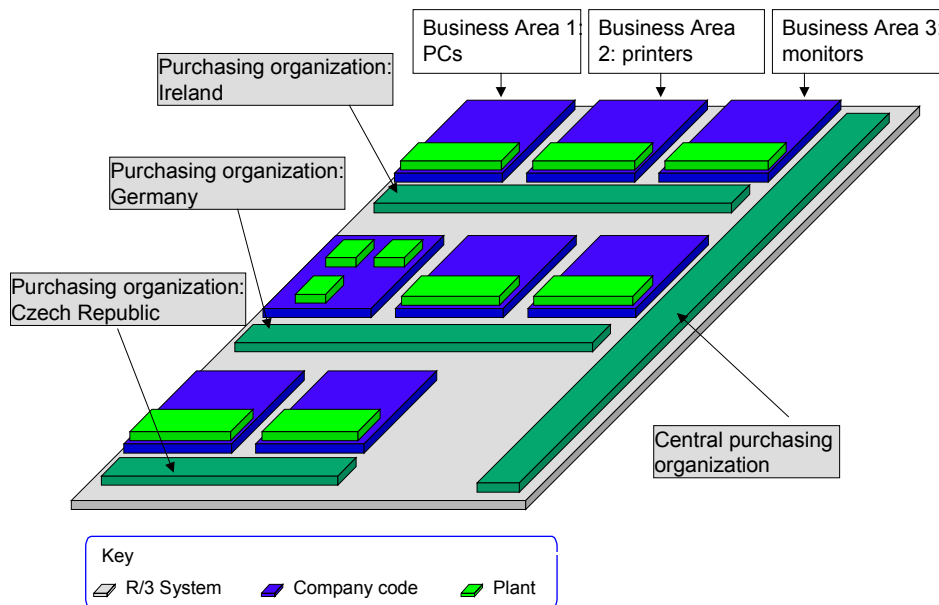 Business Area 1:
PCs
Business Area
2: printers
Business Area 3:
monitors
Purchasing organization:
Ireland
Purchasing organization:
Germany
Purchasing organization:
Czech Republic
Central purchasing
organization
Key
R/3 System
Company code
Plant